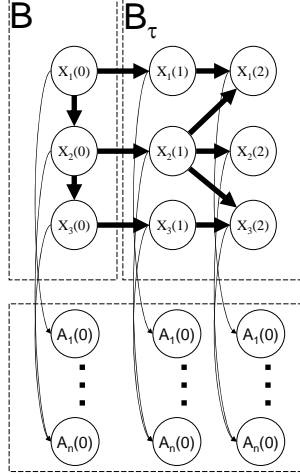 B B_τ
X₁(0) X₁(1) X₁(2)
X₂(0) X₂(1) X₂(2)
X₃(0) X₃(1) X₃(2)
A₁(0) A₁(0) A₁(0)
Aₙ(0) Aₙ(0) Aₙ(0)